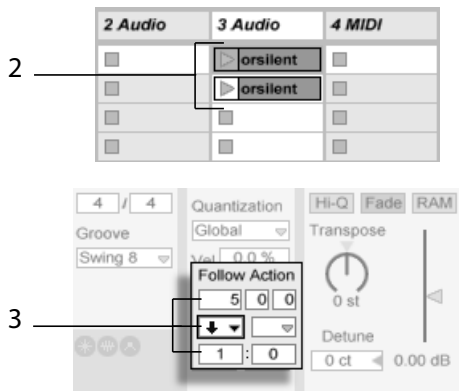 2 Audio 3 Audio 4 MIDI
2
orsilent
orsilent
4 / 4 Quantization Hi-Q Fade RAM
Groove Global Transpose
Swing 8 Vel 0.0 %
Follow Action
5 0 0 0 st
3
1 : 0 Detune
0 ct 0.00 dB